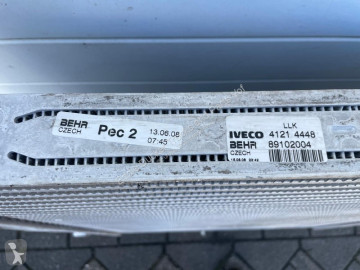 BEHR
CZECH
Pec 2
13.06.06
07:45
LLK
IVECO 4121 4448
BEHR 89102004
CZECH